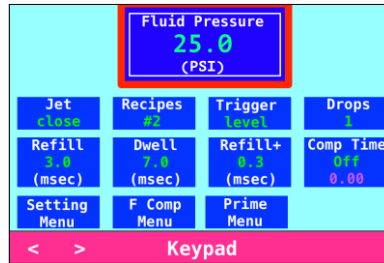 Fluid Pressure
25.0
(PSI)
Jet
close
Recipes
#2
Trigger
level
Drops
1
Refill
3.0
(msec)
Dwell
7.0
(msec)
Refill+
0.3
(msec)
Comp Time
Off
0.00
Setting
Menu
F Comp
Menu
Prime
Menu
< > Keypad